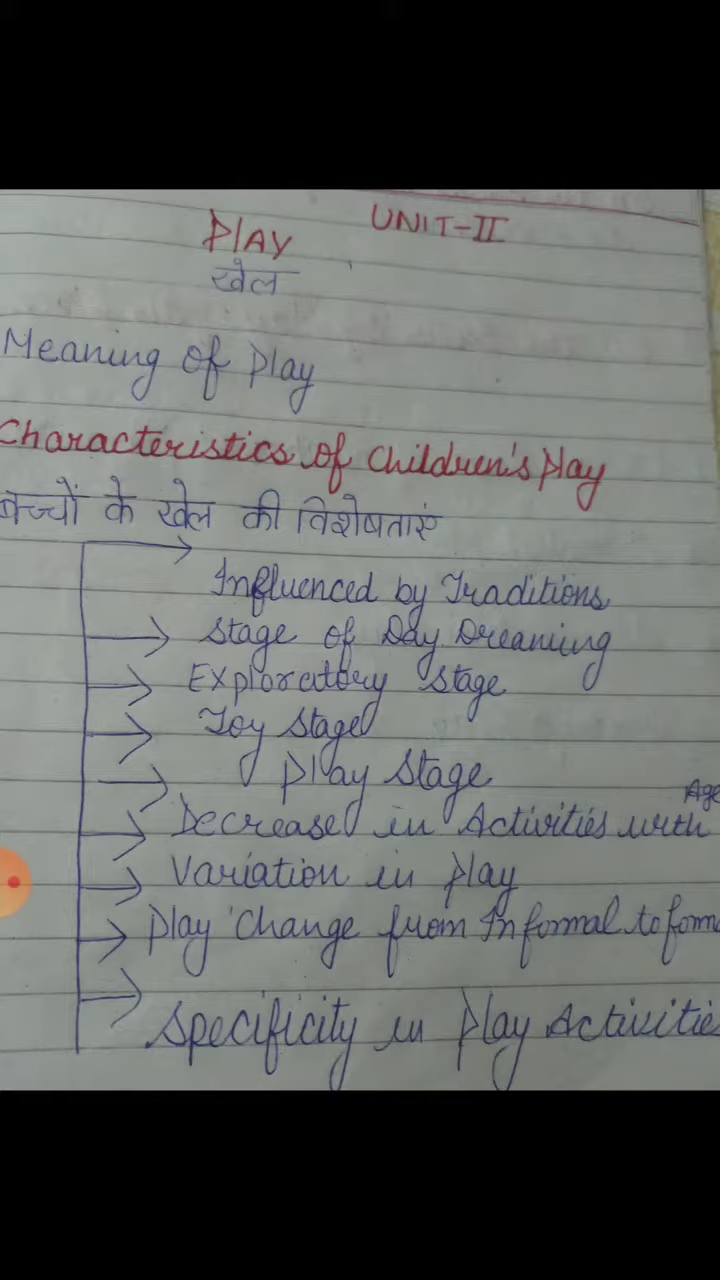 UNIT-II
PLAY
खेल
Meaning of Play
Characteristics of Children's Play
बच्चों के खेल की विशेषताएं
Influenced by Traditions
Stage of Day Dreaming
Exploratory Stage
Toy Stage
Play Stage
Decrease in Activities with Age
Variation in Play
Play Change from Informal to form
Specificity in Play Activities